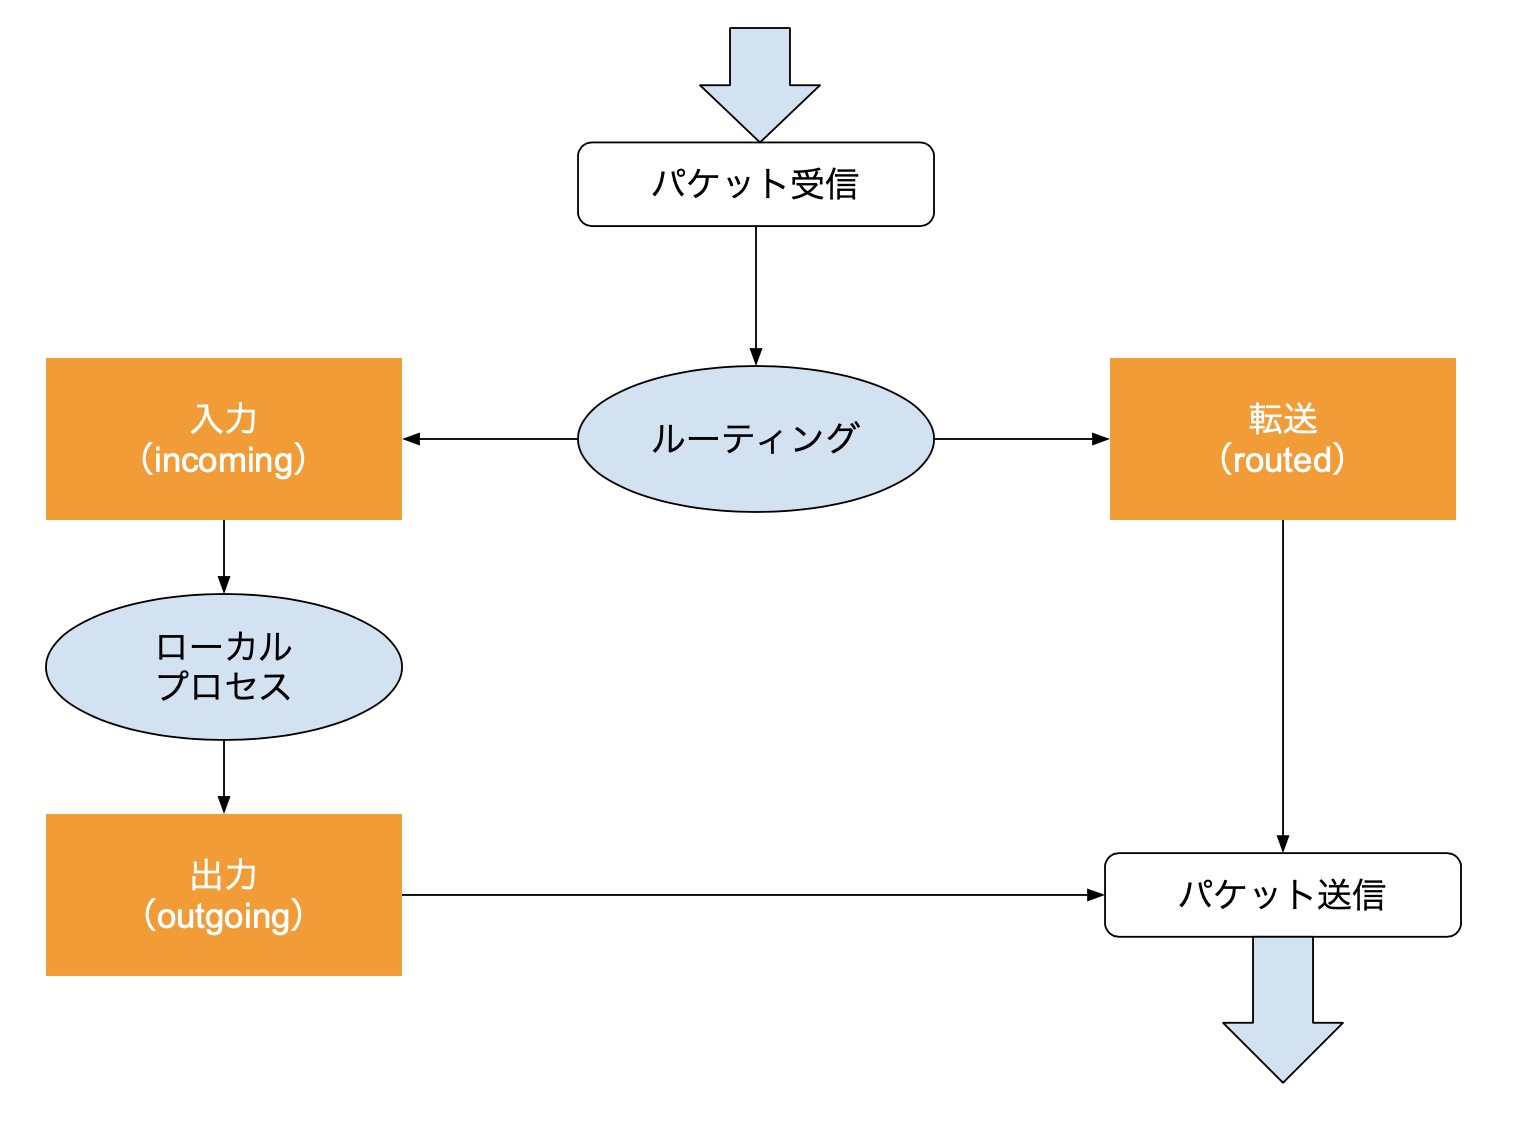 パケット受信
入力
（incoming）
ルーティング
転送
（routed）
ローカル
プロセス
出力
（outgoing）
パケット送信